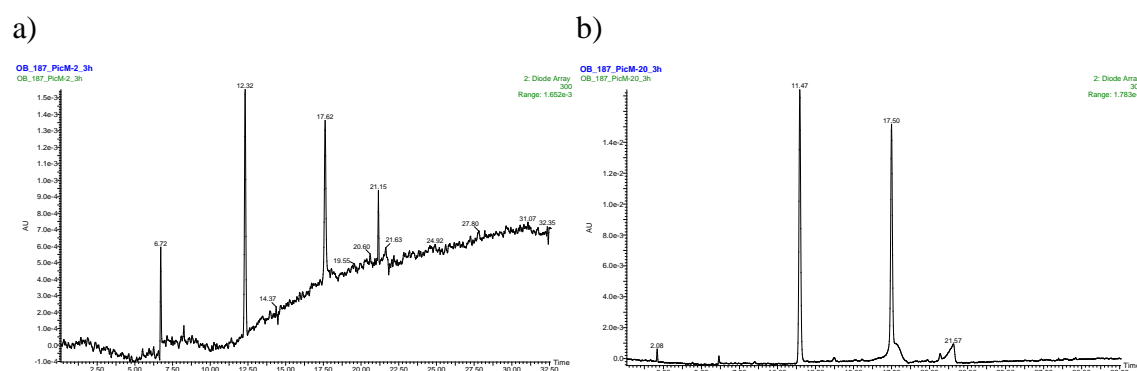 a)
OB_187_PicM-2_3h
OB_187_PicM-2_3h
2: Diode Array
300
Range: 1.652e-3
12.32
17.62
21.15
6.72
14.37
19.55
20.60
21.63
24.92
27.80
31.07
32.35
AU
1.5e-3
1.4e-3
1.3e-3
1.2e-3
1.1e-3
1.0e-3
9.0e-4
8.0e-4
7.0e-4
6.0e-4
5.0e-4
4.0e-4
3.0e-4
2.0e-4
1.0e-4
0.0
-1.0e-4
Time
2.50 5.00 7.50 10.00 12.50 15.00 17.50 20.00 22.50 25.00 27.50 30.00 32.50
b)
OB_187_PicM-20_3h
OB_187_PicM-20_3h
2: Diode Arra
30
Range: 1.783e-
11.47
17.50
2.08
21.57
AU
1.4e-2
1.2e-2
1.0e-2
8.0e-3
6.0e-3
4.0e-3
2.0e-3
0.0